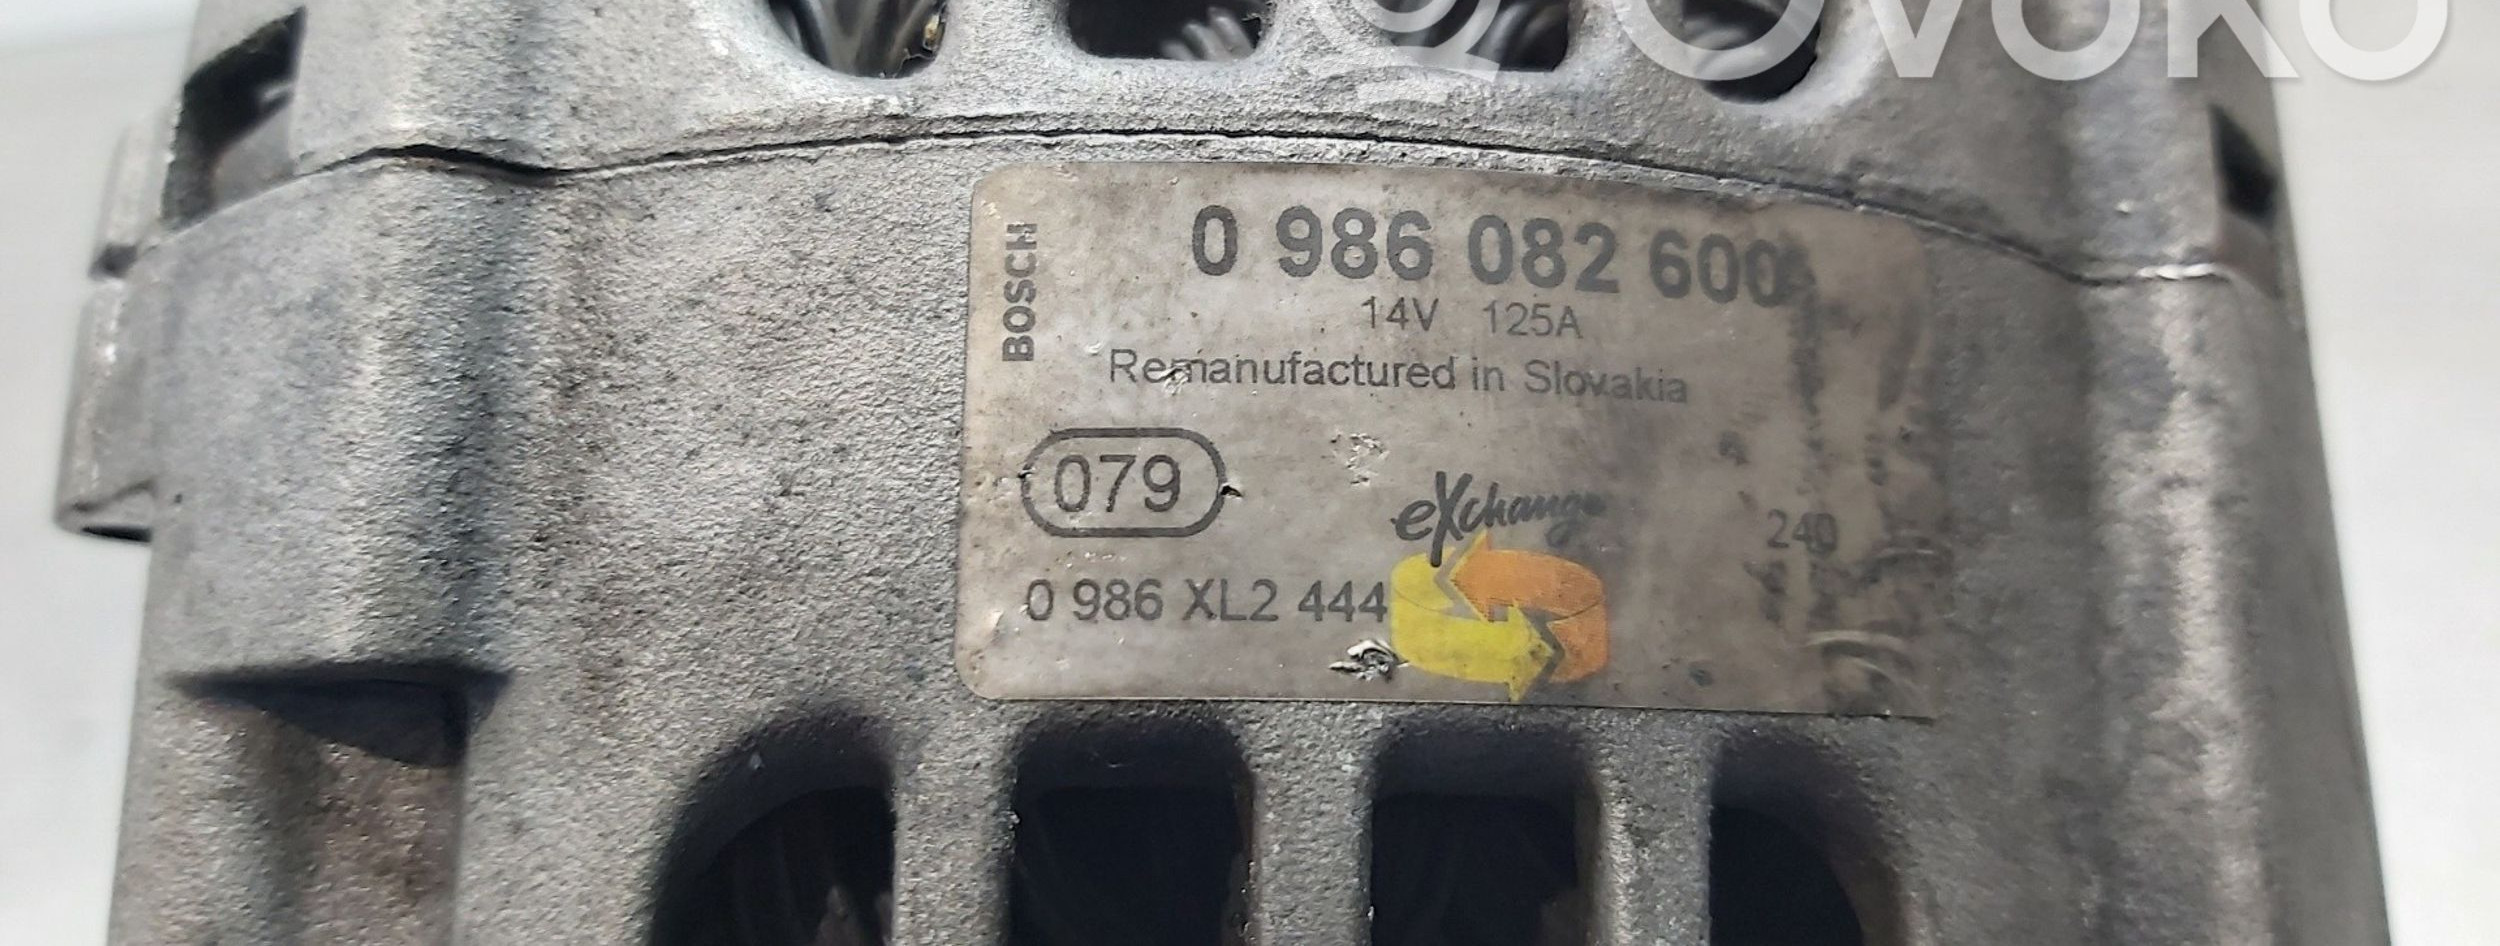 OVOKO
BOSCH
0 986 082 600
14V 125A
Remanufactured in Slovakia
079
eXchange
240
0 986 XL2 444